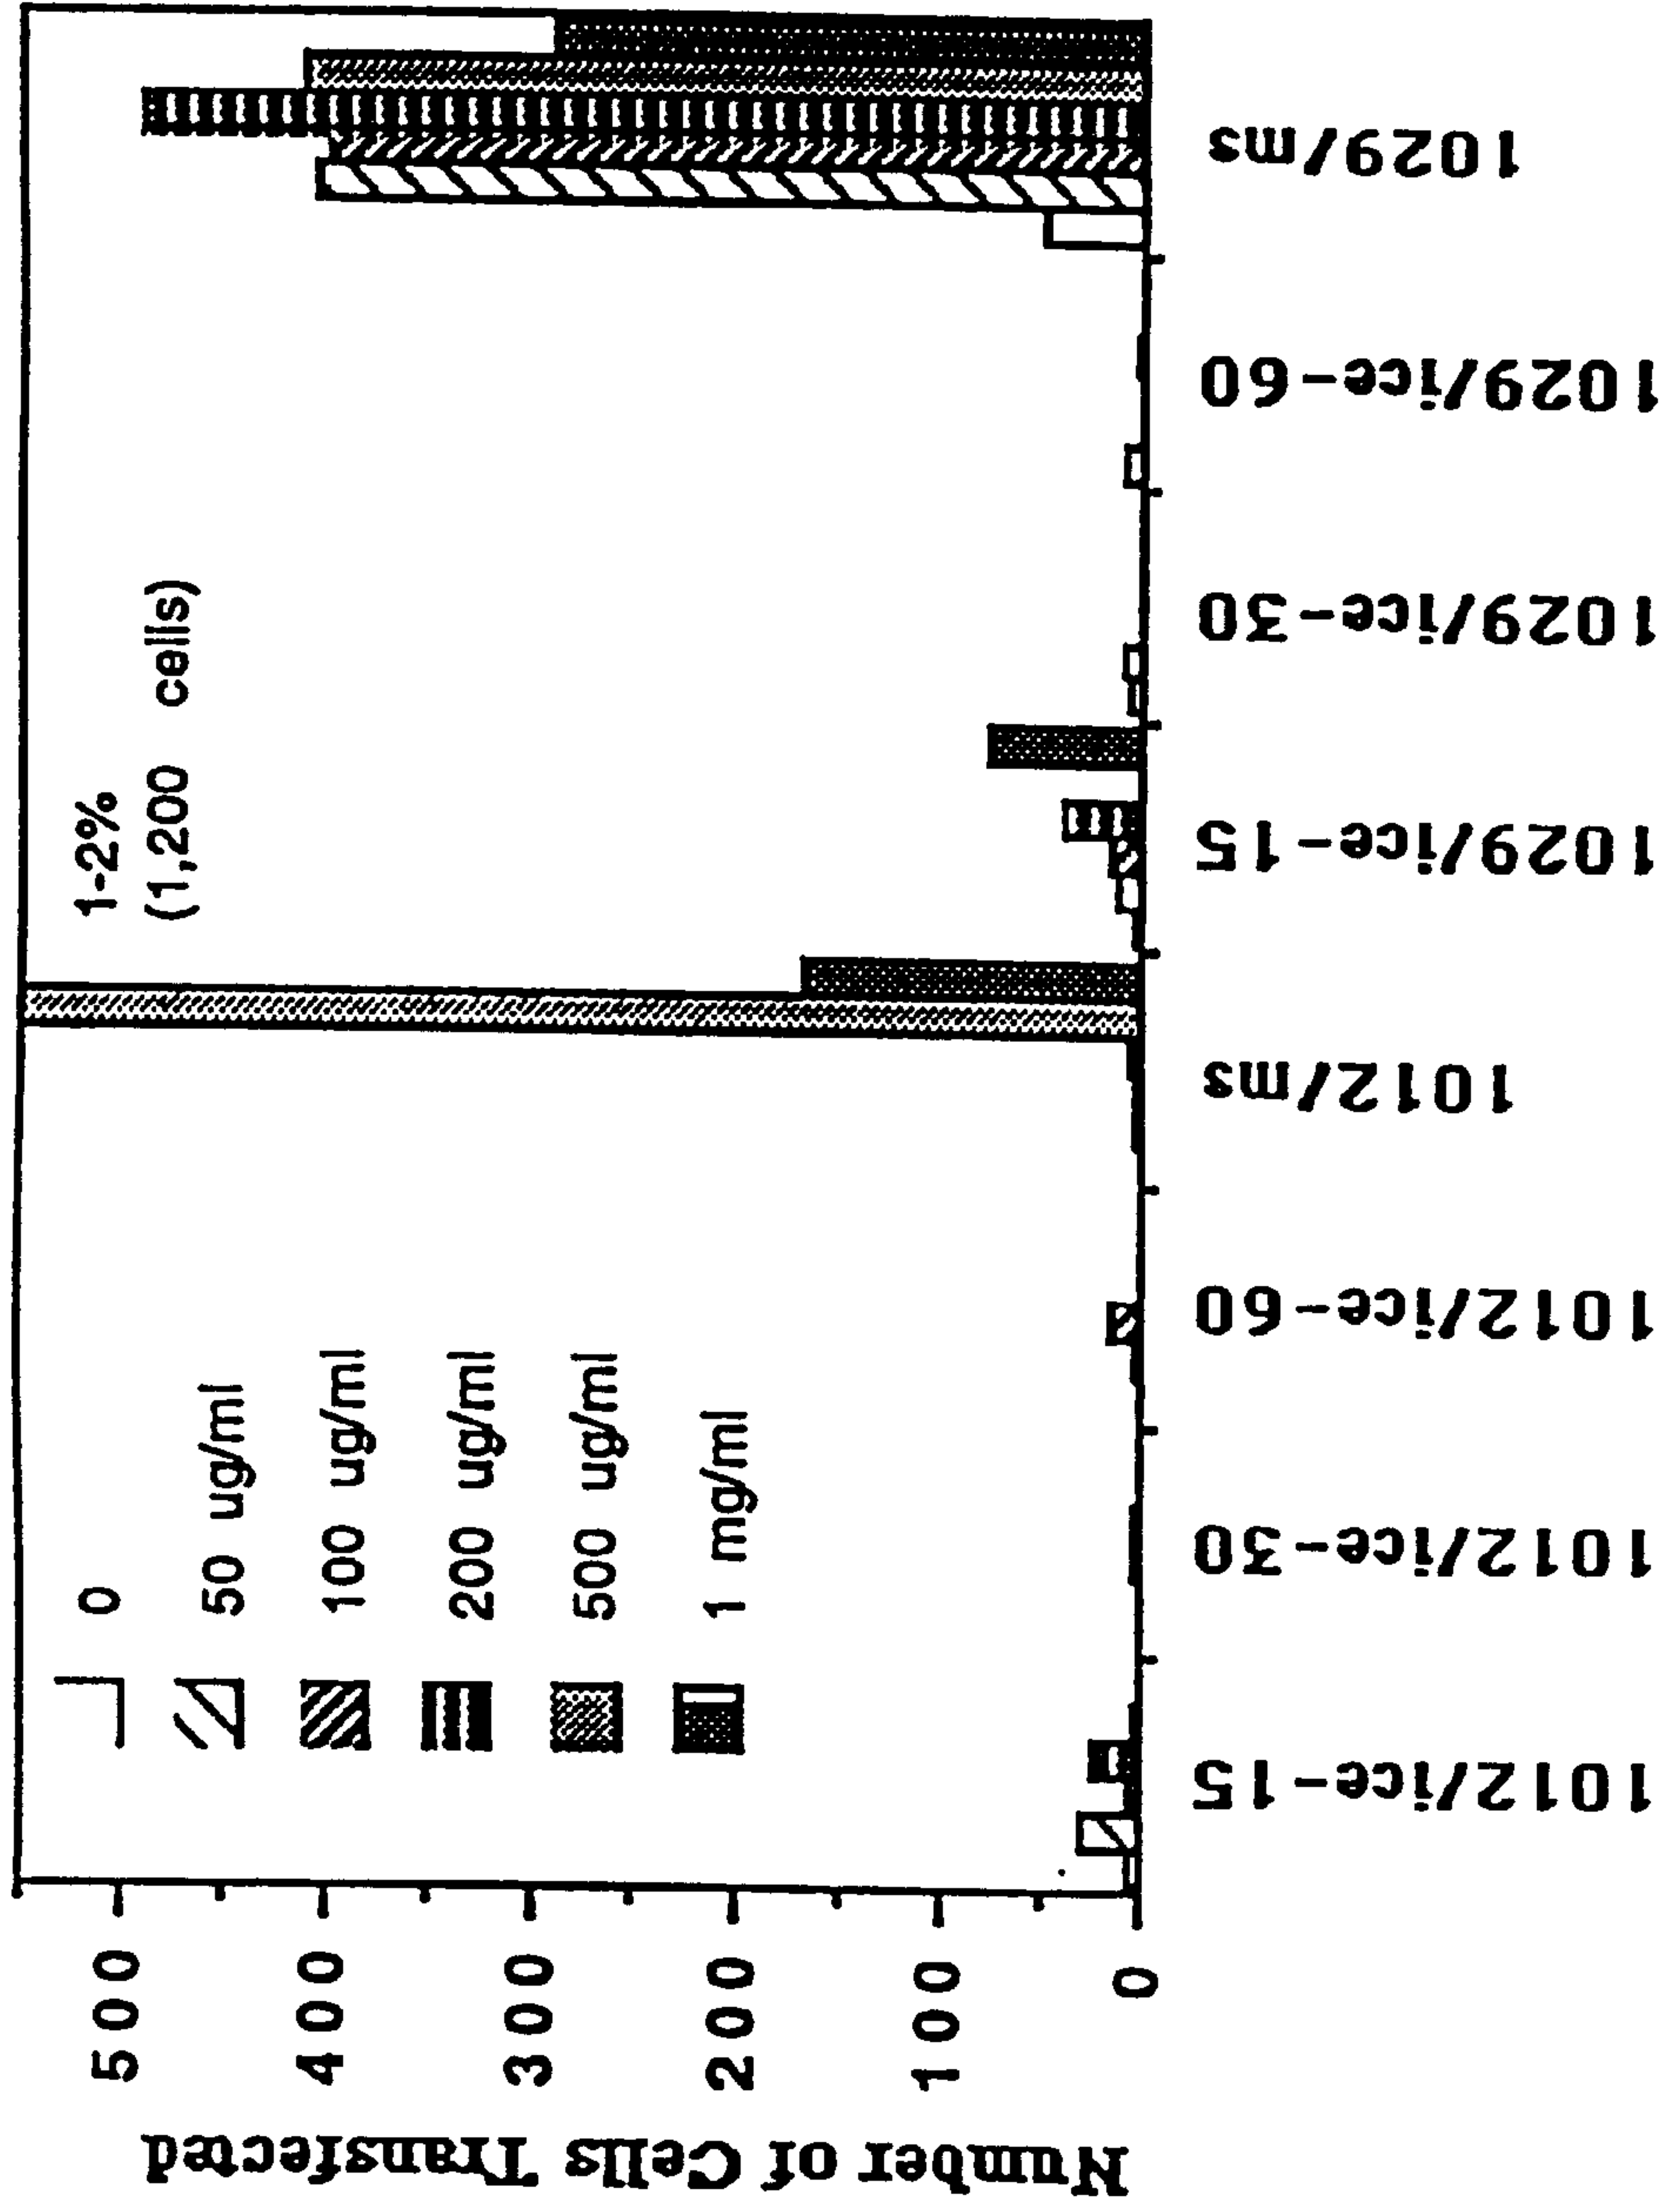 Number of Cells Transfected
500
400
300
200
100
0
0
50 ug/ml
100 ug/ml
200 ug/ml
500 ug/ml
1 mg/ml
1-2%
(1,200 cells)
1012/ice-15
1012/ice-30
1012/ice-60
1012/ms
1029/ice-15
1029/ice-30
1029/ice-60
1029/ms